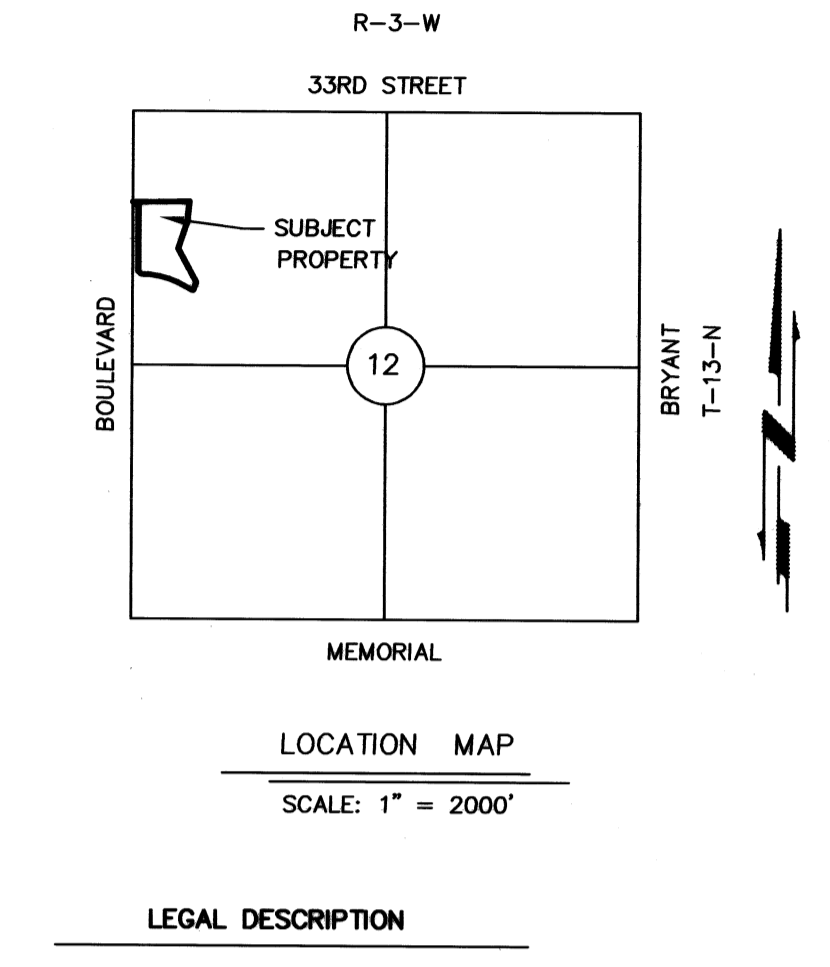 R-3-W
33RD STREET
SUBJECT
PROPERTY
BOULEVARD
12
BRYANT
T-13-N
MEMORIAL
LOCATION MAP
SCALE: 1" = 2000'
LEGAL DESCRIPTION